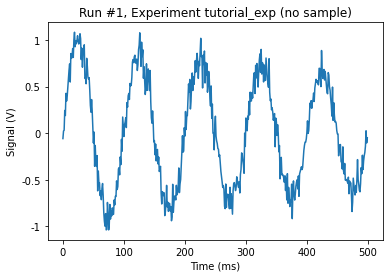 Run #1, Experiment tutorial_exp (no sample)
1
0.5
0
-0.5
-1
Signal (V)
0 100 200 300 400 500
Time (ms)